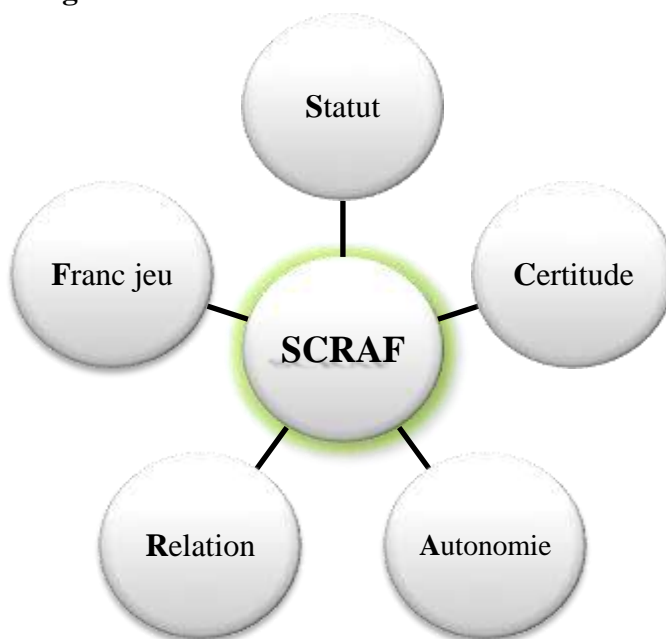 Statut
Franc jeu
Certitude
SCRAF
Relation
Autonomie